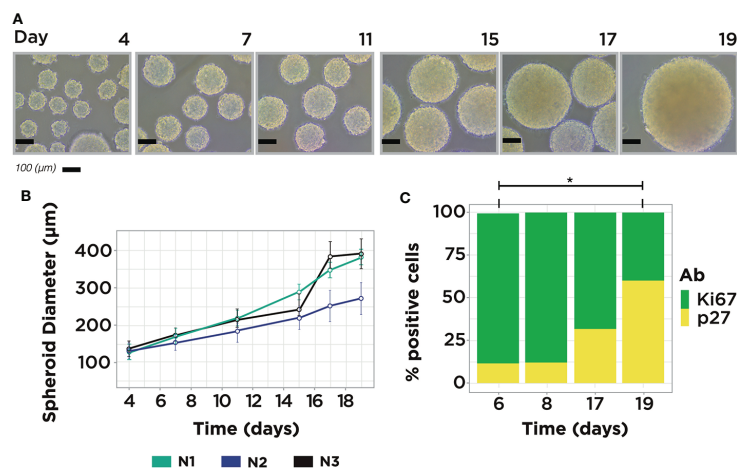 A
Day 4 7 11 15 17 19
100 (µm)
B
Spheroid Diameter (µm)
400
300
200
100
4 6 8 10 12 14 16 18
Time (days)
N1 N2 N3
C
*
% positive cells
100
75
50
25
0
6 8 17 19
Time (days)
Ab
Ki67
p27